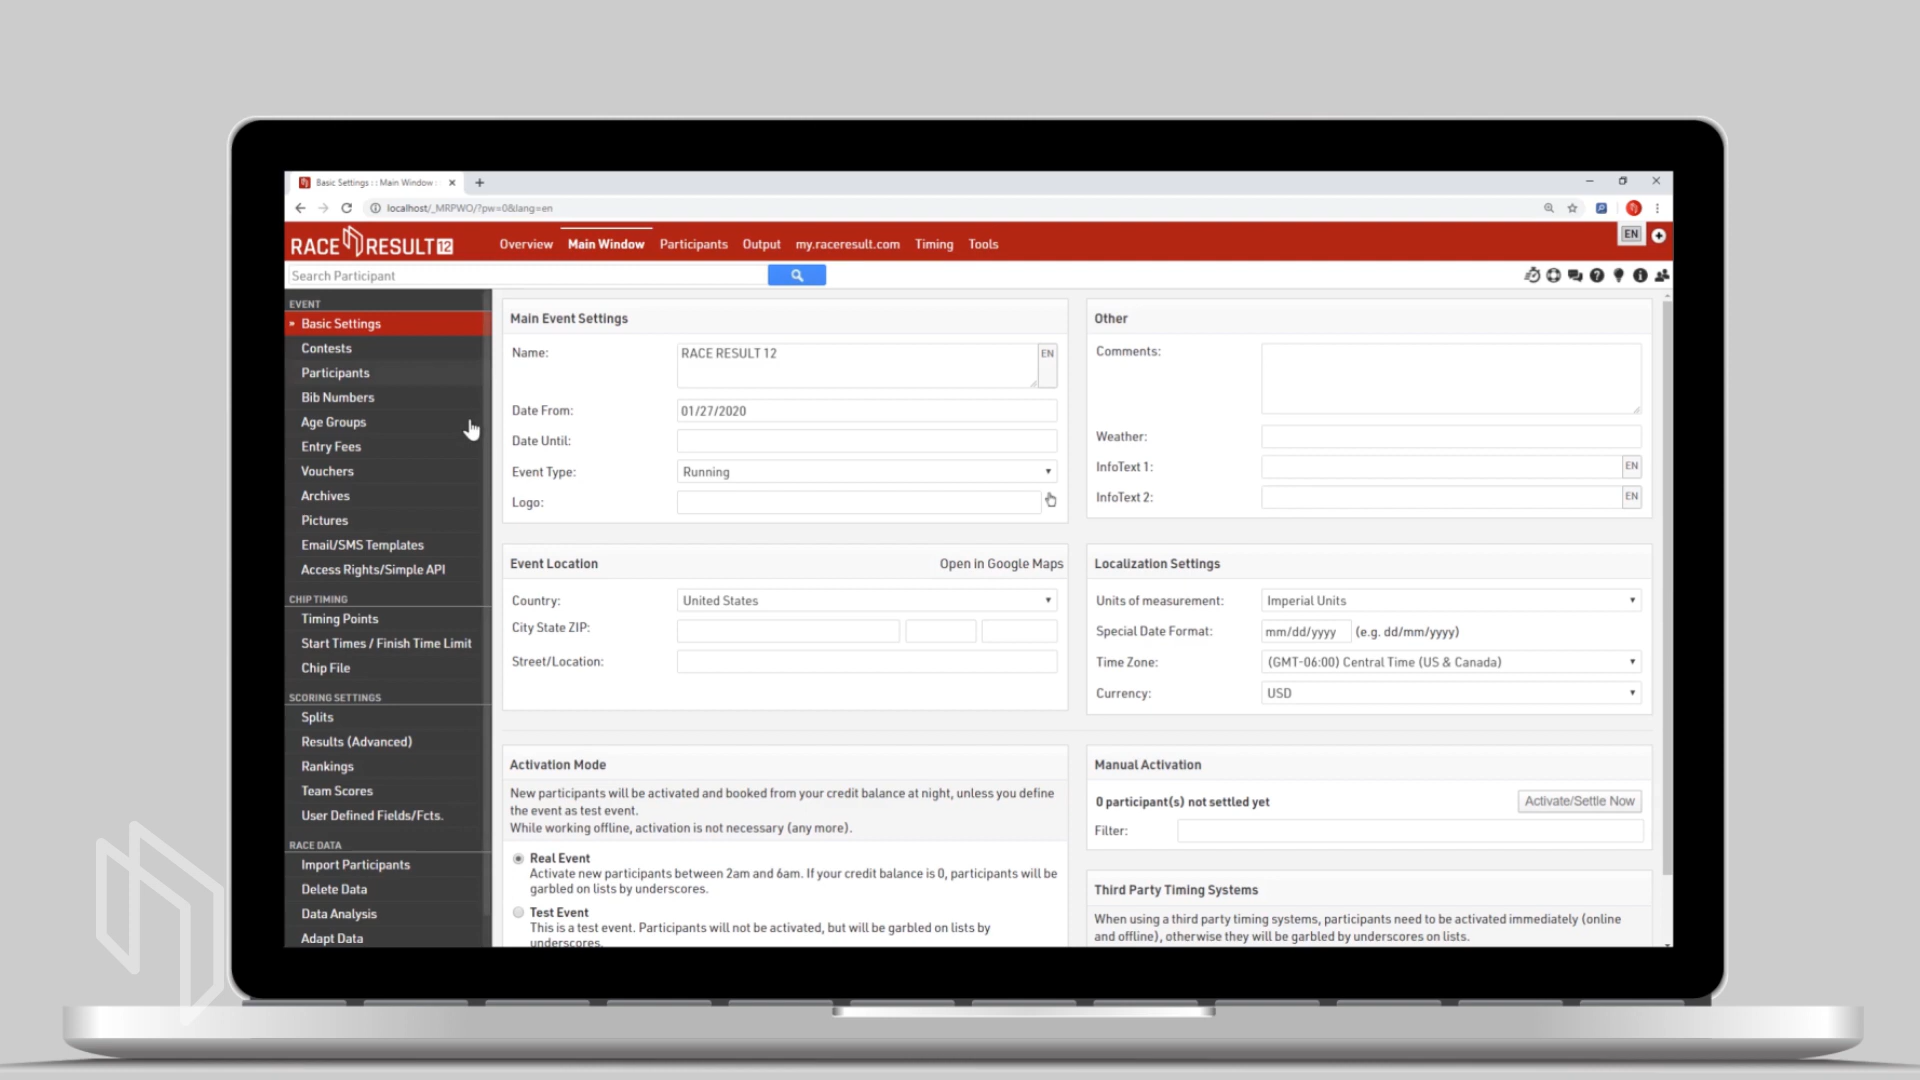 Basic Settings : : Main Window :
localhost/_MRPWO/?pw=0&lang=en
RACE RESULT 12
Overview Main Window Participants Output my.raceresult.com Timing Tools
EN
Search Participant
EVENT
» Basic Settings
Contests
Participants
Bib Numbers
Age Groups
Entry Fees
Vouchers
Archives
Pictures
Email/SMS Templates
Access Rights/Simple API
CHIP TIMING
Timing Points
Start Times / Finish Time Limit
Chip File
SCORING SETTINGS
Splits
Results (Advanced)
Rankings
Team Scores
User Defined Fields/Fcts.
RACE DATA
Import Participants
Delete Data
Data Analysis
Adapt Data
Main Event Settings
Name: RACE RESULT 12 EN
Date From: 01/27/2020
Date Until:
Event Type: Running
Logo:
Other
Comments:
Weather:
InfoText 1: EN
InfoText 2: EN
Event Location Open in Google Maps
Country: United States
City State ZIP:
Street/Location:
Localization Settings
Units of measurement: Imperial Units
Special Date Format: mm/dd/yyyy (e.g. dd/mm/yyyy)
Time Zone: (GMT-06:00) Central Time (US & Canada)
Currency: USD
Activation Mode
New participants will be activated and booked from your credit balance at night, unless you define
the event as test event.
While working offline, activation is not necessary (any more).
Real Event
Activate new participants between 2am and 6am. If your credit balance is 0, participants will be
garbled on lists by underscores.
Test Event
This is a test event. Participants will not be activated, but will be garbled on lists by
underscores.
Manual Activation
0 participant(s) not settled yet Activate/Settle Now
Filter:
Third Party Timing Systems
When using a third party timing systems, participants need to be activated immediately (online
and offline), otherwise they will be garbled by underscores on lists.